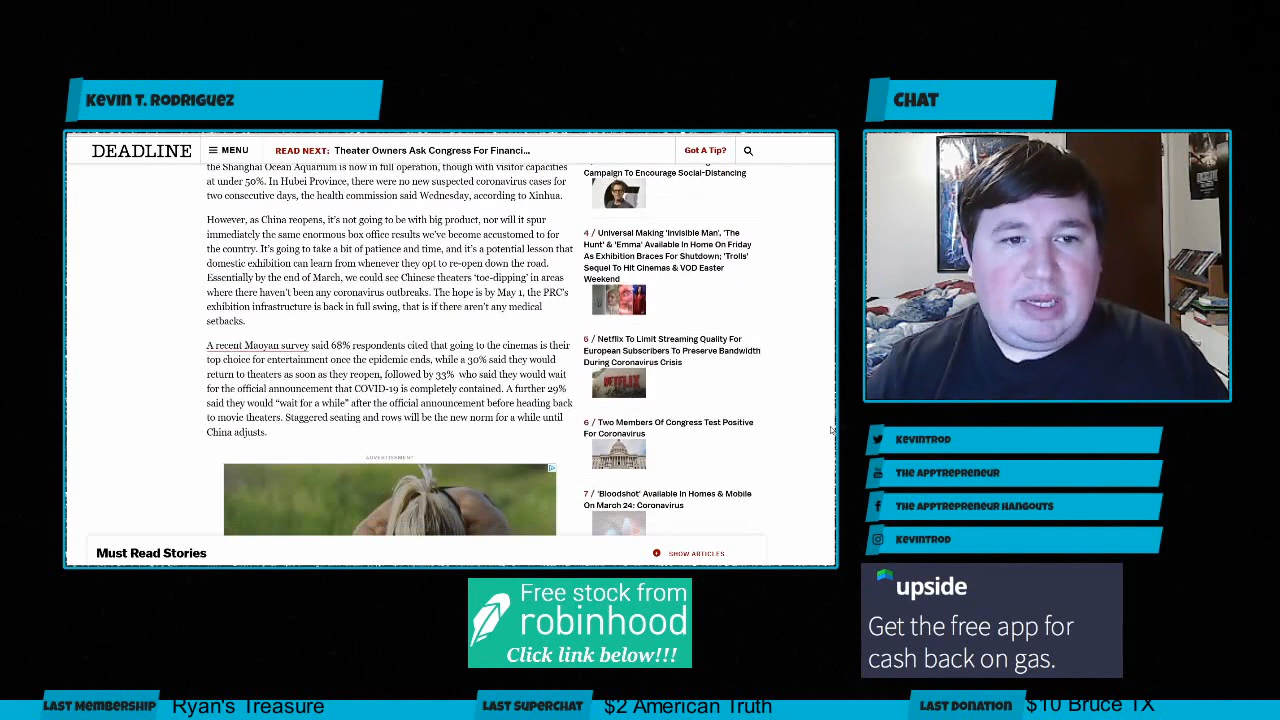 Kevin T. Rodriguez
CHAT
DEADLINE
MENU
READ NEXT: Theater Owners Ask Congress For Financi...
Got A Tip?
the Shanghai Ocean Aquarium is now in full operation, though with visitor capacities
at under 50%. In Hubei Province, there were no new suspected coronavirus cases for
two consecutive days, the health commission said Wednesday, according to Xinhua.
However, as China reopens, it's not going to be with big product, nor will it spur
immediately the same enormous box office results we've become accustomed to for
the country. It's going to take a bit of patience and time, and it's a potential lesson that
domestic exhibition can learn from whenever they opt to re-open down the road.
Essentially by the end of March, we could see Chinese theaters 'toe-dipping' in areas
where there haven't been any coronavirus outbreaks. The hope is by May 1, the PRC's
exhibition infrastructure is back in full swing, that is if there aren't any medical
setbacks.
A recent Maoyan survey said 68% respondents cited that going to the cinemas is their
top choice for entertainment once the epidemic ends, while a 30% said they would
return to theaters as soon as they reopen, followed by 33% who said they would wait
for the official announcement that COVID-19 is completely contained. A further 29%
said they would "wait for a while" after the official announcement before heading back
to movie theaters. Staggered seating and rows will be the new norm for a while until
China adjusts.
ADVERTISEMENT
Campaign To Encourage Social-Distancing
4 / Universal Making 'Invisible Man', 'The
Hunt' & 'Emma' Available In Home On Friday
As Exhibition Braces For Shutdown; 'Trolls'
Sequel To Hit Cinemas & VOD Easter
Weekend
Netflix To Limit Streaming Quality For
European Subscribers To Preserve Bandwidth
During Coronavirus Crisis
NETFLIX
6 / Two Members Of Congress Test Positive
For Coronavirus
7 / 'Bloodshot' Available In Homes & Mobile
On March 24: Coronavirus
Must Read Stories
SHOW ARTICLES
KEVINTROD
THE APPTREPRENEUR
THE APPTREPRENEUR HANGOUTS
KEVINTROD
Free stock from
robinhood
Click link below!!!
upside
Get the free app for
cash back on gas.
LAST MEMBERSHIP Ryan's Treasure
LAST SUPERCHAT $2 American Truth
LAST DONATION $10 Bruce TX